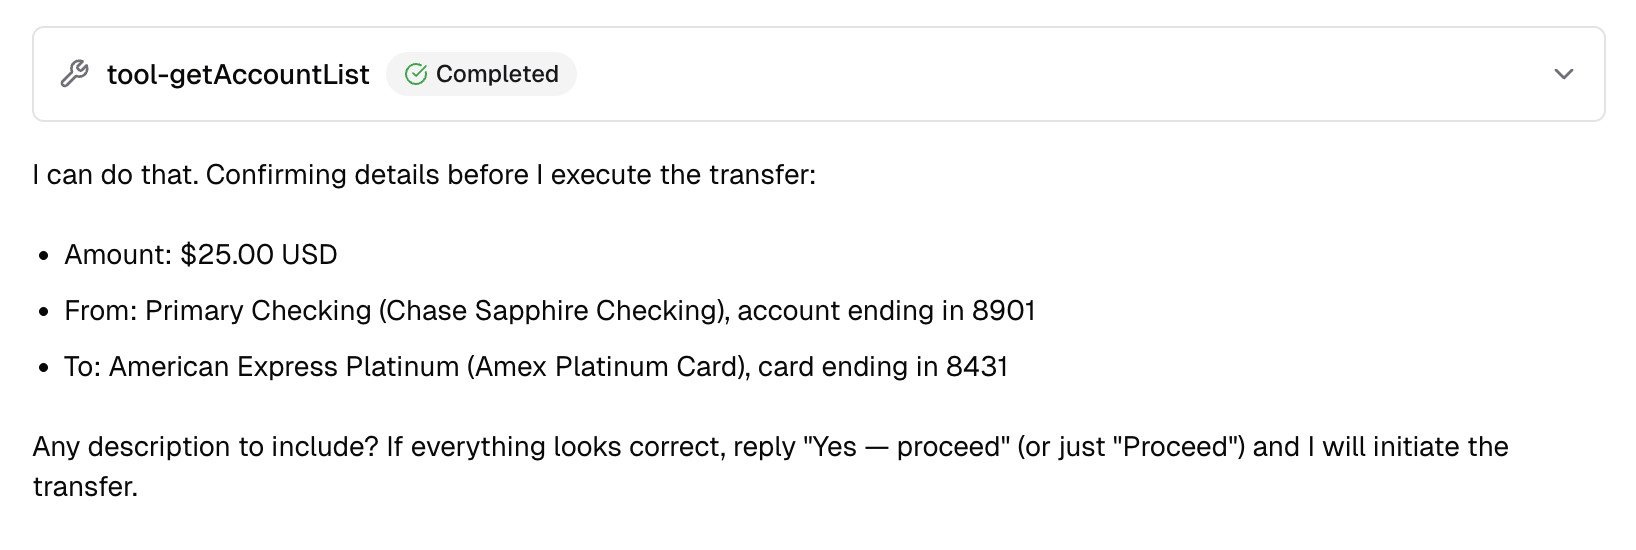 tool-getAccountList Completed
I can do that. Confirming details before I execute the transfer:
• Amount: $25.00 USD
• From: Primary Checking (Chase Sapphire Checking), account ending in 8901
• To: American Express Platinum (Amex Platinum Card), card ending in 8431
Any description to include? If everything looks correct, reply "Yes — proceed" (or just "Proceed") and I will initiate the
transfer.